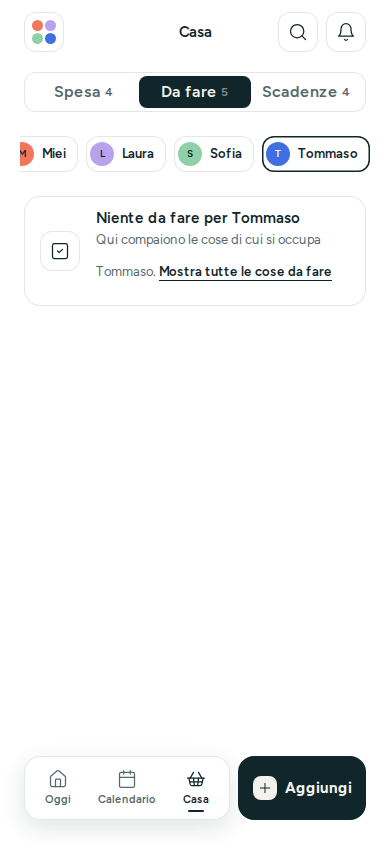 Casa
Spesa 4
Da fare 5
Scadenze 4
M Miei
L Laura
S Sofia
T Tommaso
Niente da fare per Tommaso
Qui compaiono le cose di cui si occupa
Tommaso. Mostra tutte le cose da fare
Oggi
Calendario
Casa
Aggiungi